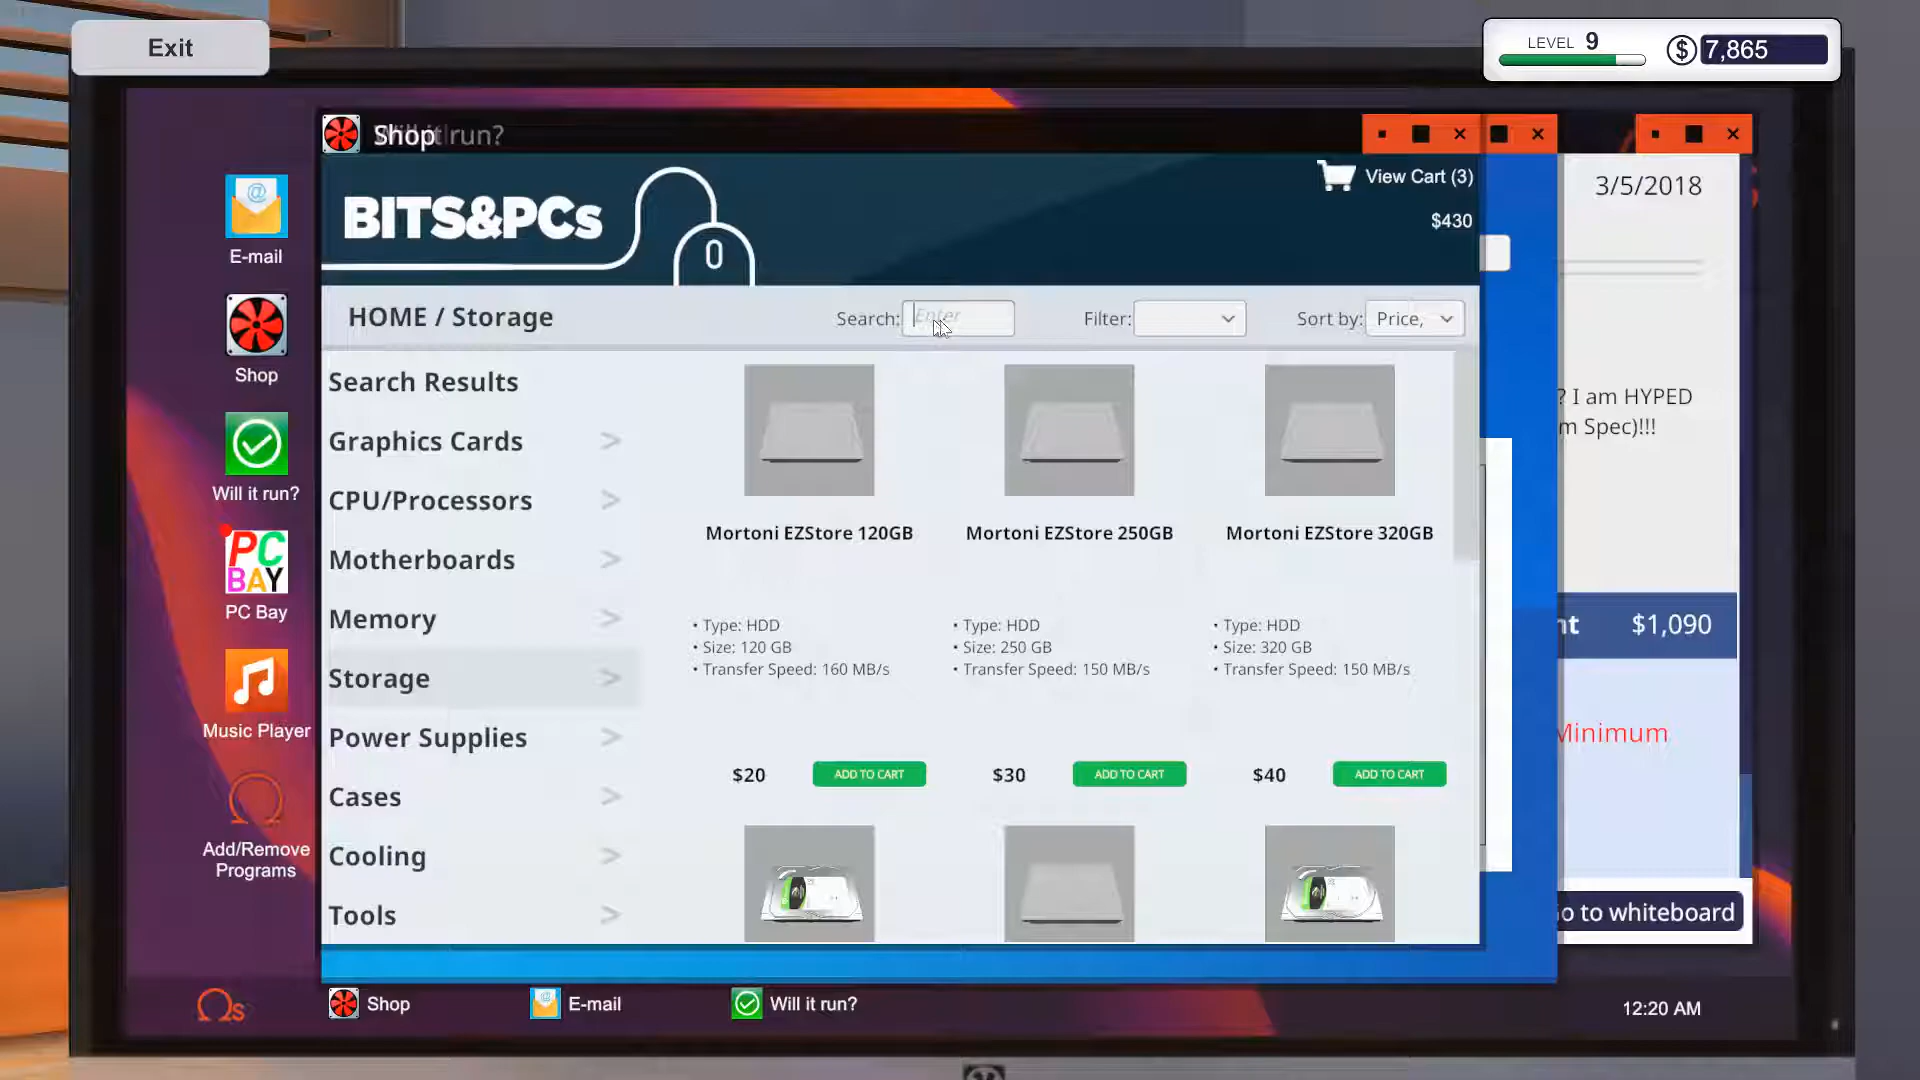 Exit
LEVEL 9
$ 7,865
Shop
Will it run?
View Cart (3)
$430
BITS&PCs
3/5/2018
HOME / Storage
Search: Enter
Filter:
Sort by: Price,
? I am HYPED
m Spec)!!!
Search Results
Graphics Cards >
CPU/Processors >
Motherboards >
Memory >
Storage >
Power Supplies >
Cases >
Cooling >
Tools >
Mortoni EZStore 120GB
• Type: HDD
• Size: 120 GB
• Transfer Speed: 160 MB/s
$20 ADD TO CART
Mortoni EZStore 250GB
• Type: HDD
• Size: 250 GB
• Transfer Speed: 150 MB/s
$30 ADD TO CART
Mortoni EZStore 320GB
• Type: HDD
• Size: 320 GB
• Transfer Speed: 150 MB/s
$40 ADD TO CART
nt $1,090
Minimum
o to whiteboard
E-mail
Shop
Will it run?
PC BAY
PC Bay
Music Player
Add/Remove
Programs
Ωs
Shop
E-mail
Will it run?
12:20 AM